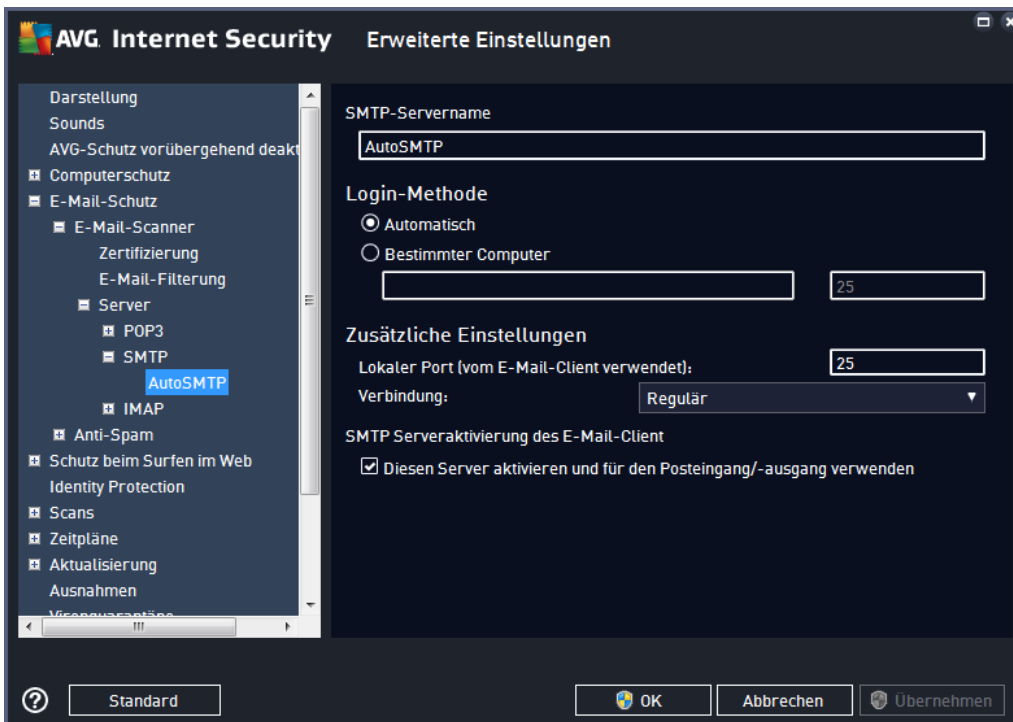 AVG Internet Security Erweiterte Einstellungen
Darstellung
Sounds
AVG-Schutz vorübergehend deakt
Computerschutz
E-Mail-Schutz
E-Mail-Scanner
Zertifizierung
E-Mail-Filterung
Server
POP3
SMTP
AutoSMTP
IMAP
Anti-Spam
Schutz beim Surfen im Web
Identity Protection
Scans
Zeitpläne
Aktualisierung
Ausnahmen
Virenquarantäne
SMTP-Servername
AutoSMTP
Login-Methode
Automatisch
Bestimmter Computer
25
Zusätzliche Einstellungen
Lokaler Port (vom E-Mail-Client verwendet): 25
Verbindung: Regulär
SMTP Serveraktivierung des E-Mail-Client
Diesen Server aktivieren und für den Posteingang/-ausgang verwenden
? Standard OK Abbrechen Übernehmen